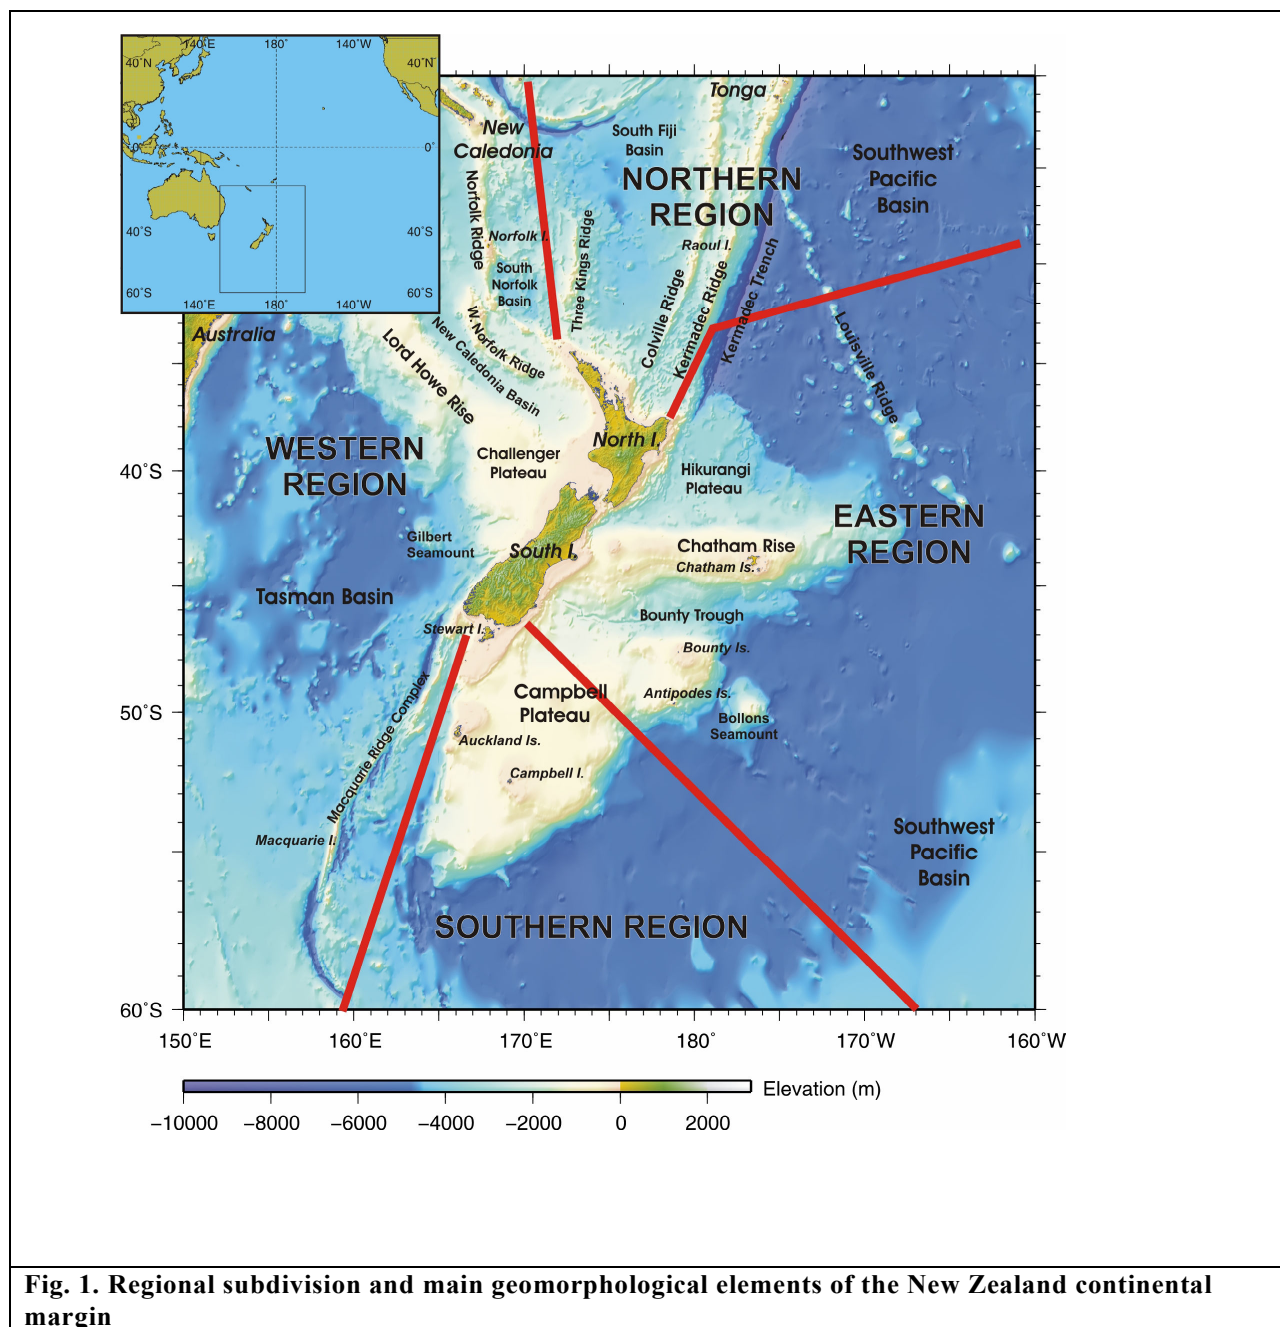 140˚E 180˚ 140˚W
40˚N 40˚N
0˚ 0˚
40˚S 40˚S
60˚S 60˚S
140˚E 180˚ 140˚W
Tonga
New
Caledonia
South Fiji
Basin
Southwest
Pacific
Basin
NORTHERN
REGION
Norfolk Ridge
Norfolk I.
Three Kings Ridge
Raoul I.
South
Norfolk
Basin
Colville Ridge
Kermadec Ridge
Kermadec Trench
Louisville Ridge
Australia
Lord Howe Rise
W. Norfolk Ridge
New Caledonia Basin
WESTERN
REGION
Challenger
Plateau
North I.
Hikurangi
Plateau
EASTERN
REGION
Gilbert
Seamount
South I.
Chatham Rise
Chatham Is.
Tasman Basin
Bounty Trough
Stewart I.
Bounty Is.
Macquarie Ridge Complex
Campbell
Plateau
Antipodes Is.
Bollons
Seamount
Auckland Is.
Campbell I.
Macquarie I.
Southwest
Pacific
Basin
SOUTHERN REGION
40˚S
50˚S
60˚S
150˚E 160˚E 170˚E 180˚ 170˚W 160˚W
Elevation (m)
−10000 −8000 −6000 −4000 −2000 0 2000
Fig. 1. Regional subdivision and main geomorphological elements of the New Zealand continental
margin